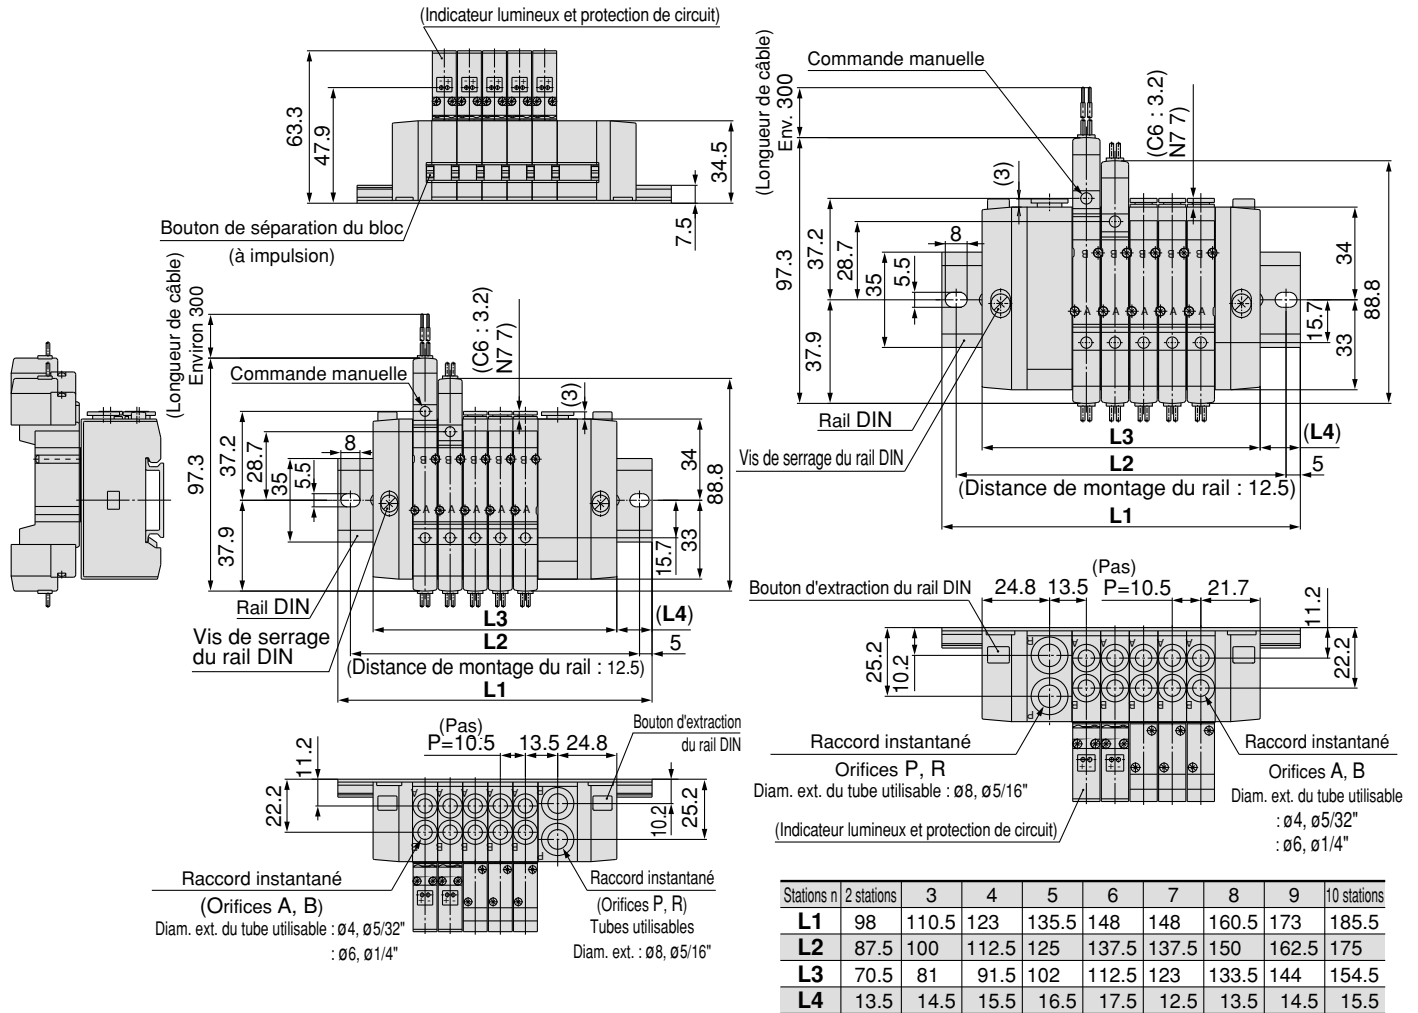 (Indicateur lumineux et protection de circuit)
63.3
47.9
34.5
7.5
Bouton de séparation du bloc
(à impulsion)
(Longueur de câble)
Environ 300
Commande manuelle
(C6 : 3.2)
N7 7)
(3)
97.3
37.2
28.7
35
8
5.5
37.9
34
88.8
33
15.7
Rail DIN
Vis de serrage
du rail DIN
L3
(L4)
L2
5
(Distance de montage du rail : 12.5)
L1
(Pas)
P=10.5
13.5
24.8
Bouton d'extraction
du rail DIN
11.2
22.2
10.2
25.2
Raccord instantané
(Orifices A, B)
Diam. ext. du tube utilisable : ø4, ø5/32"
: ø6, ø1/4"
Raccord instantané
(Orifices P, R)
Tubes utilisables
Diam. ext. : ø8, ø5/16"
(Longueur de câble)
Env. 300
Commande manuelle
(C6 : 3.2)
N7 7)
(3)
97.3
37.2
28.7
35
8
5.5
37.9
34
88.8
33
15.7
Rail DIN
Vis de serrage du rail DIN
L3
(L4)
L2
5
(Distance de montage du rail : 12.5)
L1
(Pas)
Bouton d'extraction du rail DIN
24.8
13.5
P=10.5
21.7
11.2
25.2
10.2
22.2
Raccord instantané
Orifices P, R
Diam. ext. du tube utilisable : ø8, ø5/16"
(Indicateur lumineux et protection de circuit)
Raccord instantané
Orifices A, B
Diam. ext. du tube utilisable
: ø4, ø5/32"
: ø6, ø1/4"
Stations n 2 stations 3 4 5 6 7 8 9 10 stations
L1 98 110.5 123 135.5 148 148 160.5 173 185.5
L2 87.5 100 112.5 125 137.5 137.5 150 162.5 175
L3 70.5 81 91.5 102 112.5 123 133.5 144 154.5
L4 13.5 14.5 15.5 16.5 17.5 12.5 13.5 14.5 15.5